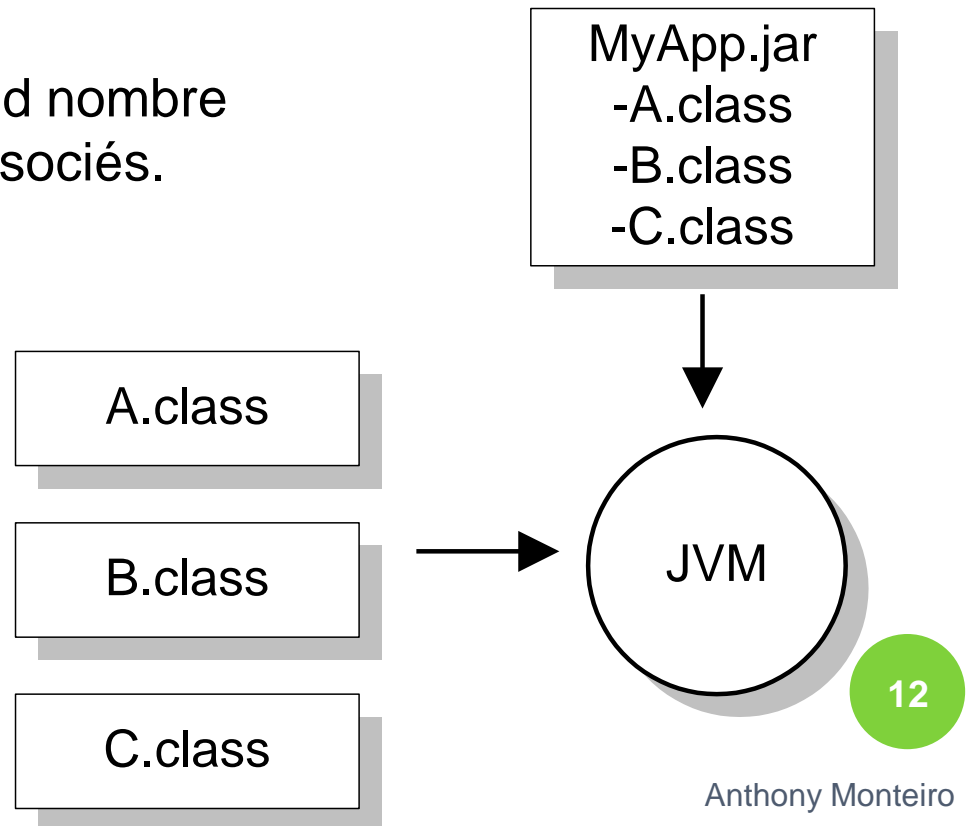 d nombre
sociés.
MyApp.jar
-A.class
-B.class
-C.class
A.class
B.class
C.class
JVM
12
Anthony Monteiro